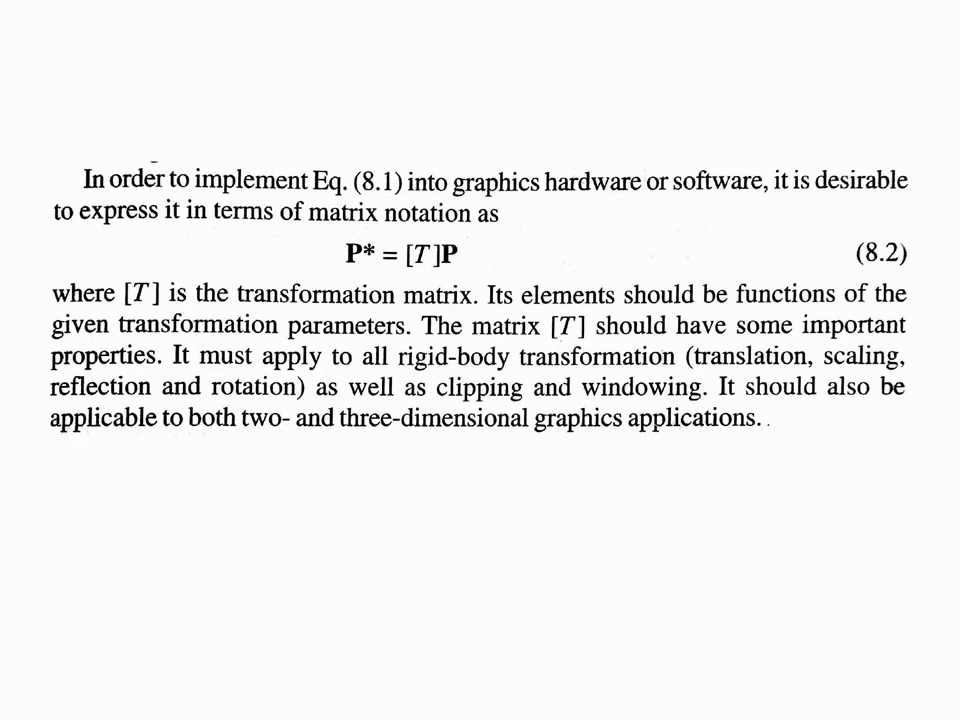 In order to implement Eq. (8.1) into graphics hardware or software, it is desirable
to express it in terms of matrix notation as
P* = [T]P (8.2)
where [T] is the transformation matrix. Its elements should be functions of the
given transformation parameters. The matrix [T] should have some important
properties. It must apply to all rigid-body transformation (translation, scaling,
reflection and rotation) as well as clipping and windowing. It should also be
applicable to both two- and three-dimensional graphics applications.